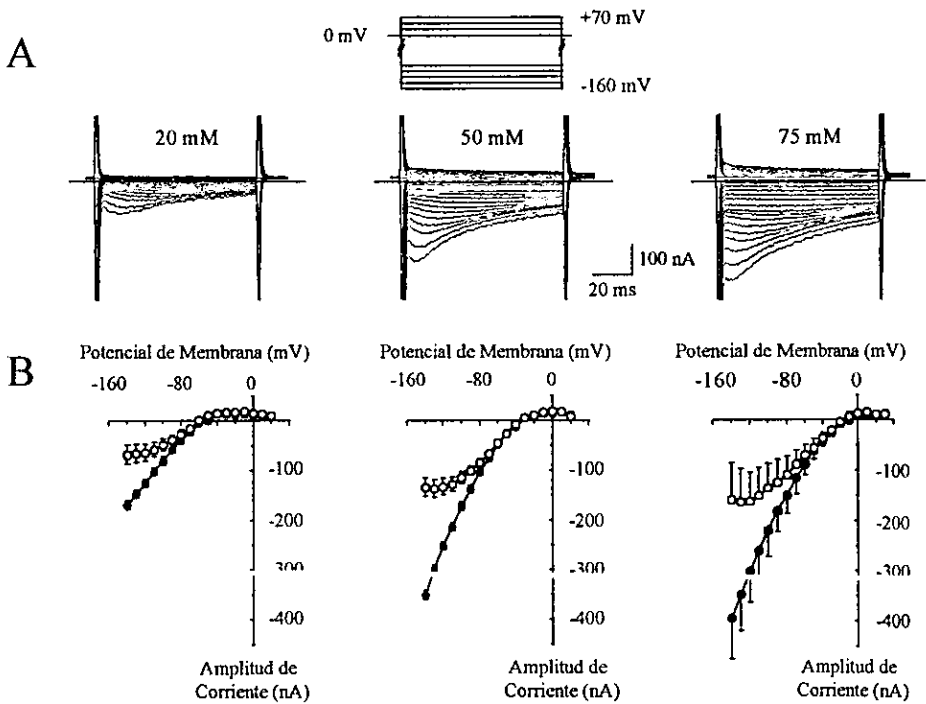 A
0 mV
+70 mV
-160 mV
20 mM
50 mM
75 mM
100 nA
20 ms
B
Potencial de Membrana (mV)
-160 -80 0
-100
-200
-300
-400
Amplitud de
Corriente (nA)
Potencial de Membrana (mV)
-160 -80 0
-100
-200
-300
-400
Amplitud de
Corriente (nA)
Potencial de Membrana (mV)
-160 -80 0
-100
-200
-300
-400
Amplitud de
Corriente (nA)